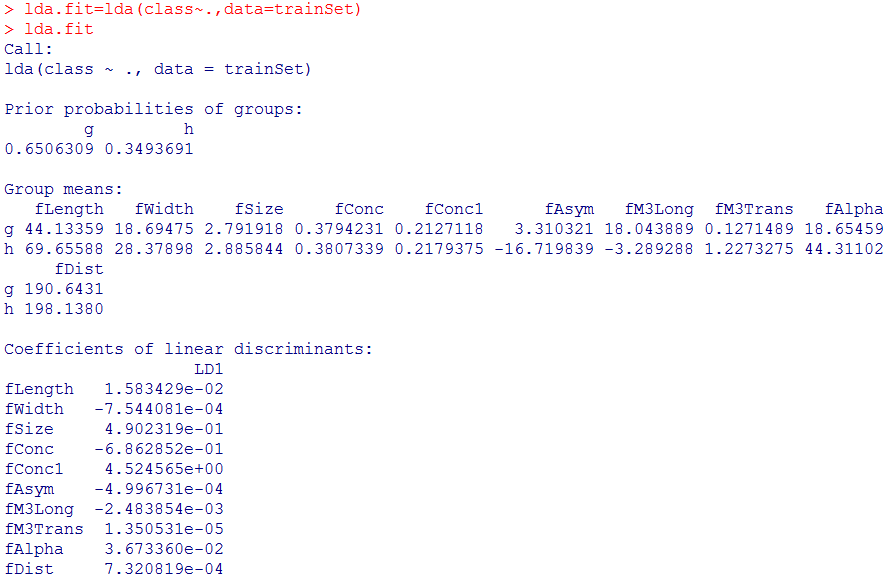 > lda.fit=lda(class~.,data=trainSet)
> lda.fit
Call:
lda(class ~ ., data = trainSet)
Prior probabilities of groups:
g h
0.6506309 0.3493691
Group means:
fLength fWidth fSize fConc fConc1 fAsym fM3Long fM3Trans fAlpha
g 44.13359 18.69475 2.791918 0.3794231 0.2127118 3.310321 18.043889 0.1271489 18.65459
h 69.65588 28.37898 2.885844 0.3807339 0.2179375 -16.719839 -3.289288 1.2273275 44.31102
fDist
g 190.6431
h 198.1380
Coefficients of linear discriminants:
LD1
fLength 1.583429e-02
fWidth -7.544081e-04
fSize 4.902319e-01
fConc -6.862852e-01
fConc1 4.524565e+00
fAsym -4.996731e-04
fM3Long -2.483854e-03
fM3Trans 1.350531e-05
fAlpha 3.673360e-02
fDist 7.320819e-04